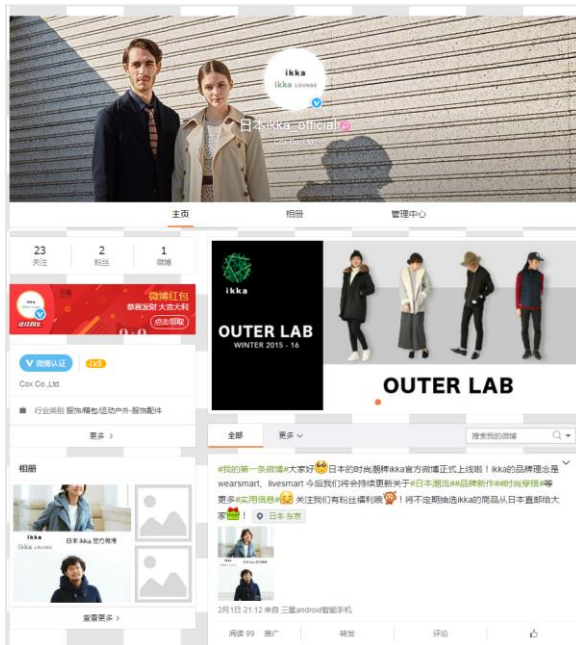 ikka
ikka LOUNGE
日本ikka_official
Cox Co.,Ltd
主页
相册
管理中心
23
关注
2
粉丝
1
微博
微博红包
恭喜发财 大吉大利
点击领取
V 微博认证
Lv3
Cox Co.,Ltd.
行业类别 服饰/箱包/运动户外-服饰配件
更多 >
ikka
OUTER LAB
WINTER 2015 - 16
OUTER LAB
全部
更多
搜索我的微博
相册
ikka
ikka LOUNGE
日本 ikka 官方微博
查看更多 >
#我的第一条微博#大家好 日本的时尚潮牌ikka官方微博正式上线啦！ikka的品牌理念是
wearsmart、livesmart 今后我们将会持续更新关于#日本潮流##品牌新作##时尚穿搭#等
更多#实用信息# 关注我们有粉丝福利哦 ！将不定期抽选ikka的商品从日本直邮给大
家 ！ 日本·东京
2月1日 21:12 来自 三星android智能手机
阅读 99
推广
转发
评论